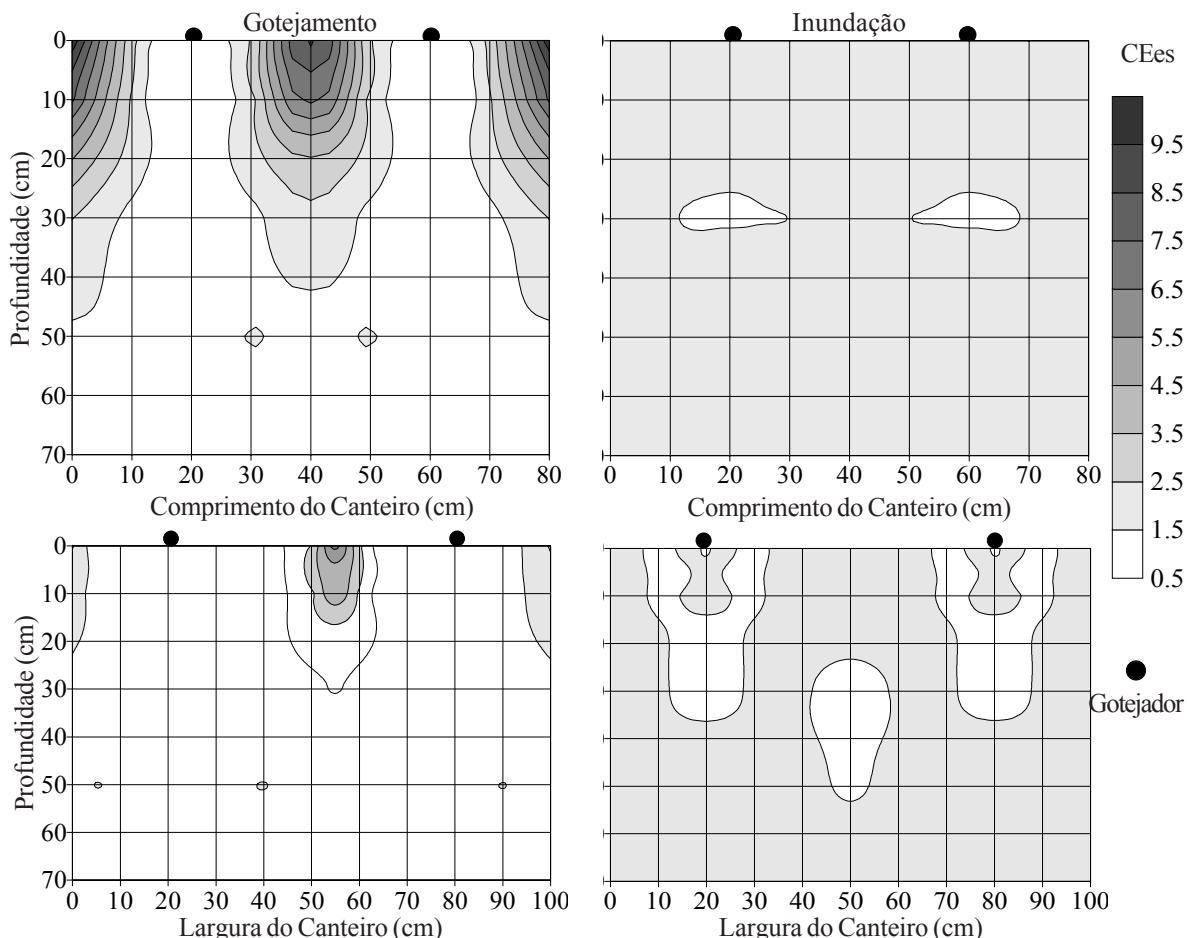 Gotejamento
Inundação
CEes
0
10
20
30
40
50
60
70
Profundidade (cm)
0 10 20 30 40 50 60 70 80
Comprimento do Canteiro (cm)
0 10 20 30 40 50 60 70 80
Comprimento do Canteiro (cm)
9.5
8.5
7.5
6.5
5.5
4.5
3.5
2.5
1.5
0.5
Gotejador
0
10
20
30
40
50
60
70
Profundidade (cm)
0 10 20 30 40 50 60 70 80 90 100
Largura do Canteiro (cm)
0 10 20 30 40 50 60 70 80 90 100
Largura do Canteiro (cm)